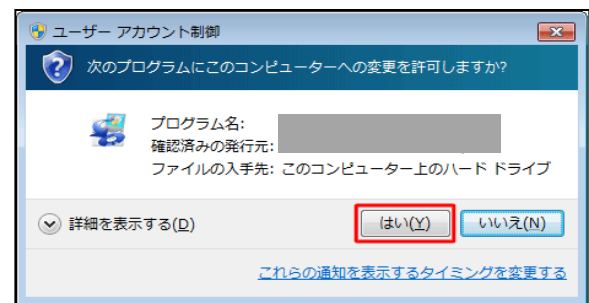 ユーザー アカウント制御
次のプログラムにこのコンピューターへの変更を許可しますか?
プログラム名:
確認済みの発行元:
ファイルの入手先: このコンピューター上のハード ドライブ
詳細を表示する(D) はい(Y) いいえ(N)
これらの通知を表示するタイミングを変更する